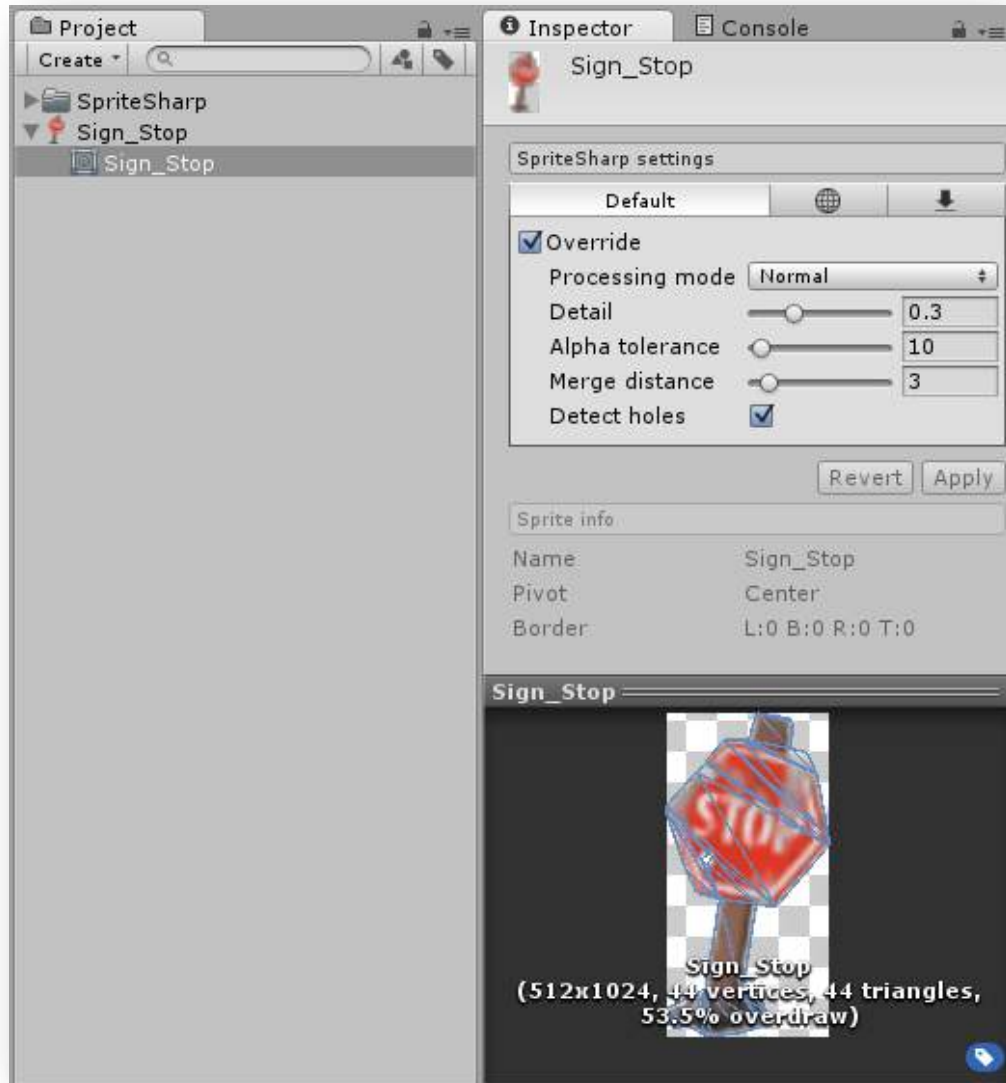 Project
Create
SpriteSharp
Sign_Stop
Sign_Stop
Inspector
Console
Sign_Stop
SpriteSharp settings
Default
Override
Processing mode Normal
Detail 0.3
Alpha tolerance 10
Merge distance 3
Detect holes
Revert Apply
Sprite info
Name Sign_Stop
Pivot Center
Border L:0 B:0 R:0 T:0
Sign_Stop
STOP
Sign_Stop
(512x1024, 44 vertices, 44 triangles,
53.5% overdraw)